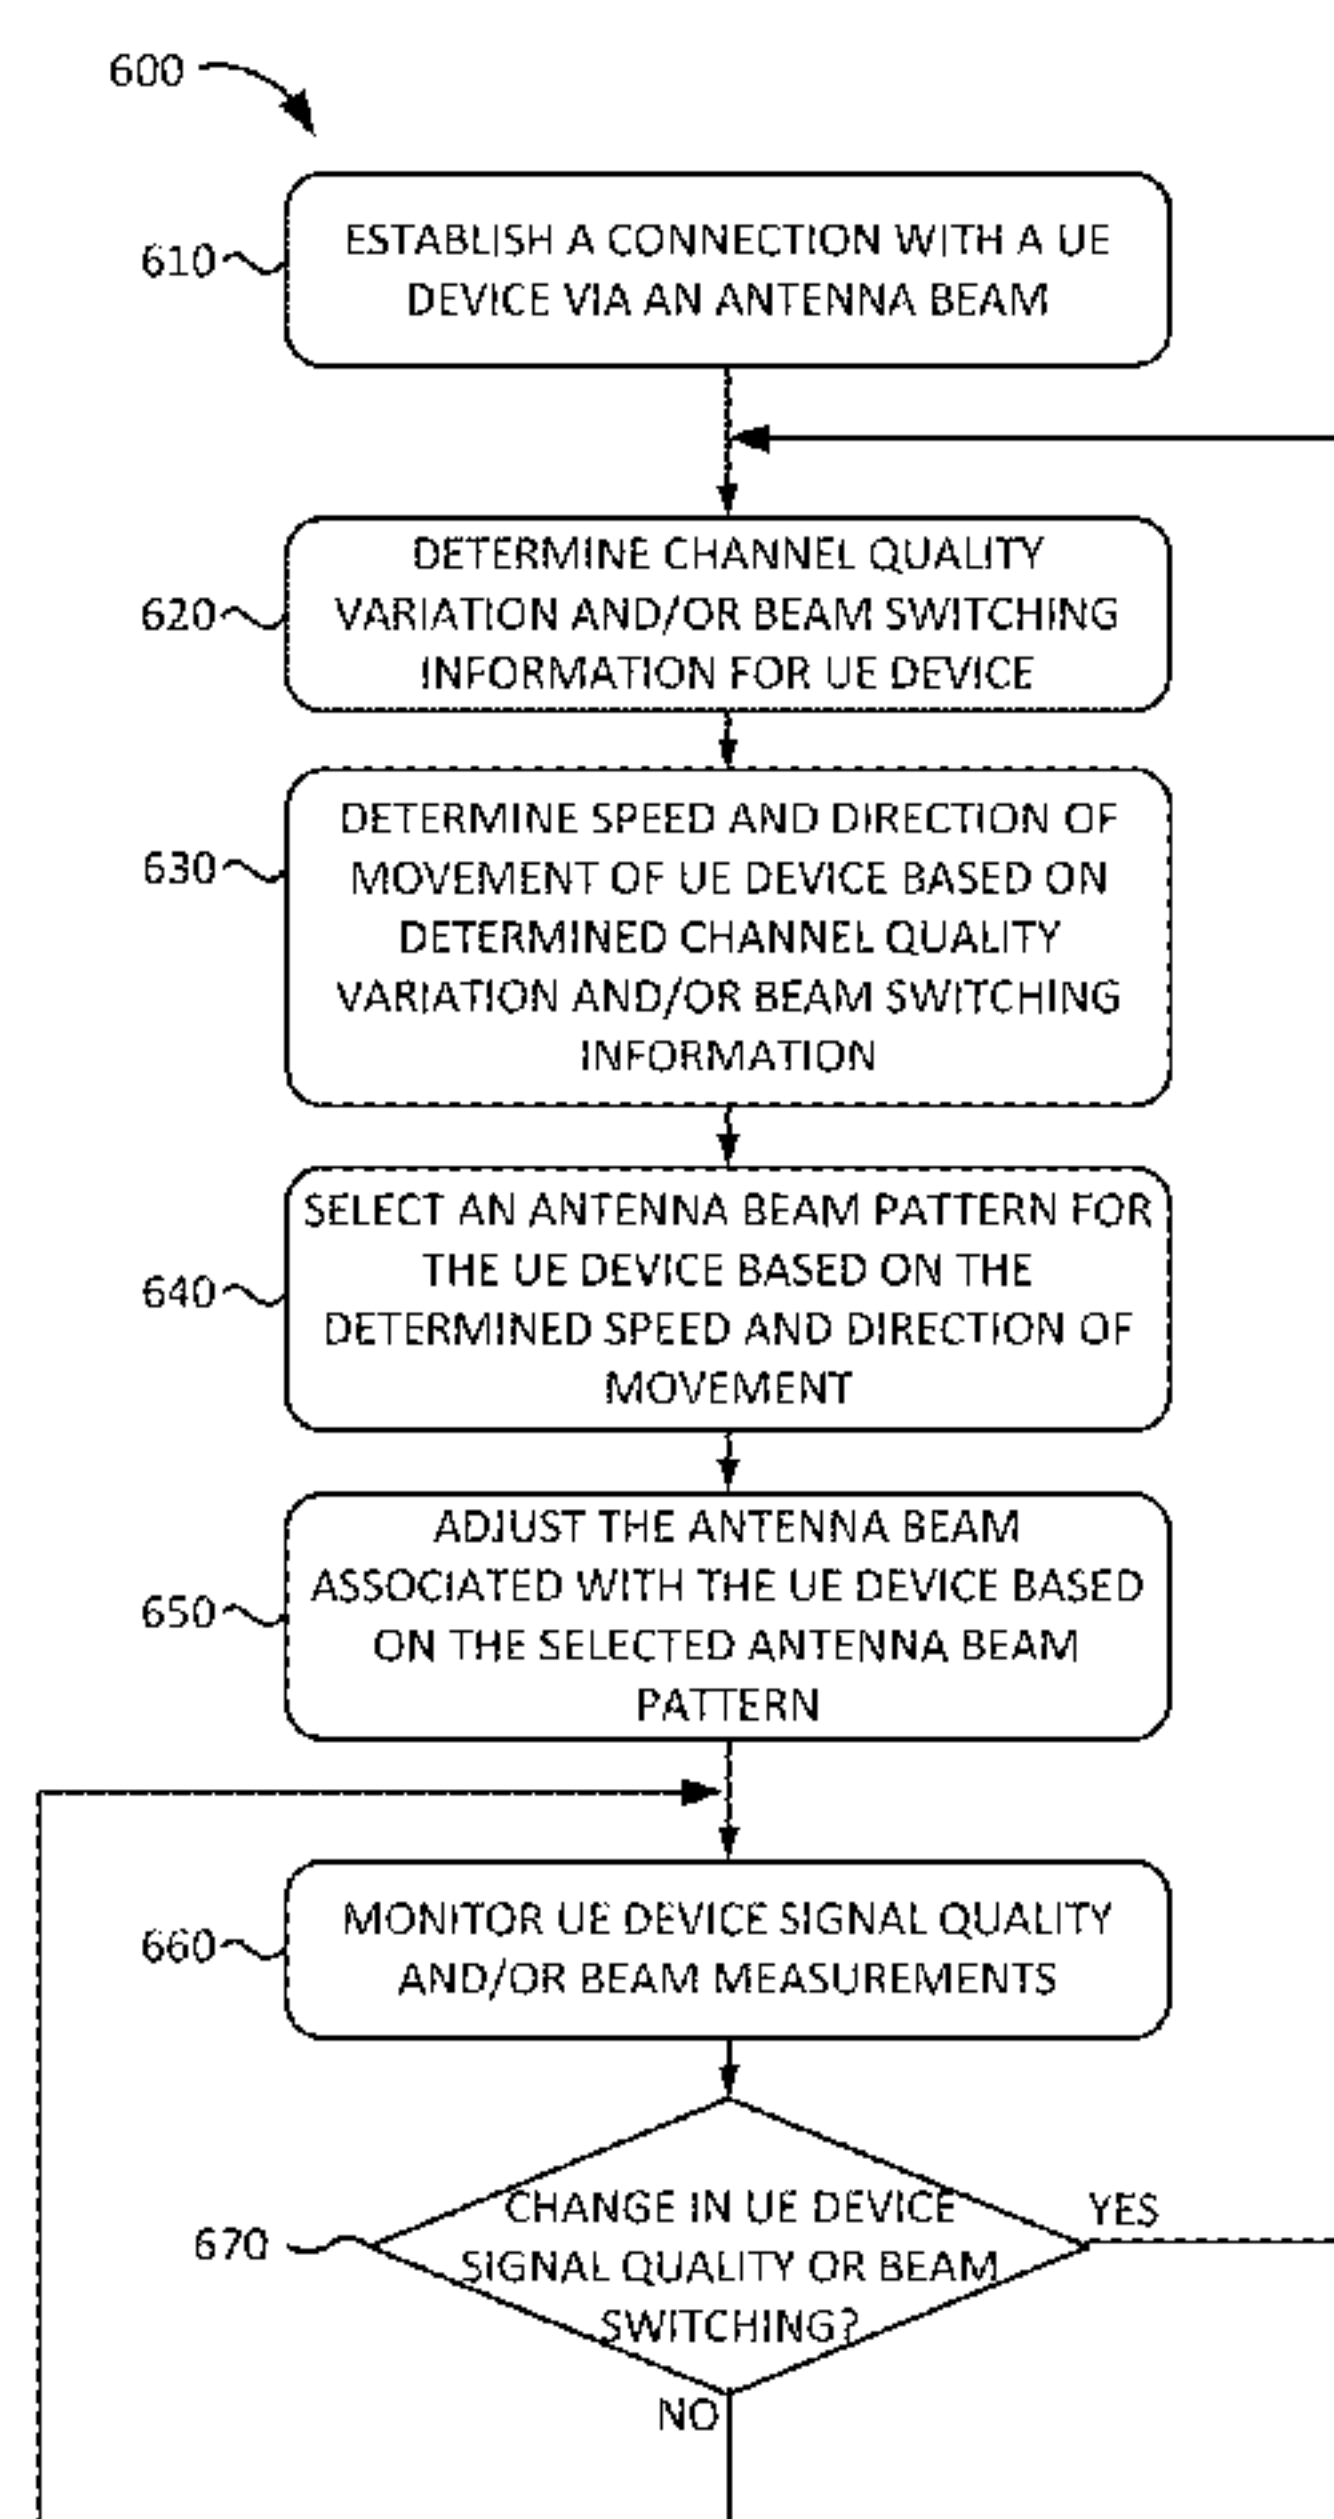 600
610
ESTABLISH A CONNECTION WITH A UE
DEVICE VIA AN ANTENNA BEAM
620
DETERMINE CHANNEL QUALITY
VARIATION AND/OR BEAM SWITCHING
INFORMATION FOR UE DEVICE
630
DETERMINE SPEED AND DIRECTION OF
MOVEMENT OF UE DEVICE BASED ON
DETERMINED CHANNEL QUALITY
VARIATION AND/OR BEAM SWITCHING
INFORMATION
640
SELECT AN ANTENNA BEAM PATTERN FOR
THE UE DEVICE BASED ON THE
DETERMINED SPEED AND DIRECTION OF
MOVEMENT
650
ADJUST THE ANTENNA BEAM
ASSOCIATED WITH THE UE DEVICE BASED
ON THE SELECTED ANTENNA BEAM
PATTERN
660
MONITOR UE DEVICE SIGNAL QUALITY
AND/OR BEAM MEASUREMENTS
670
CHANGE IN UE DEVICE
SIGNAL QUALITY OR BEAM
SWITCHING?
YES
NO